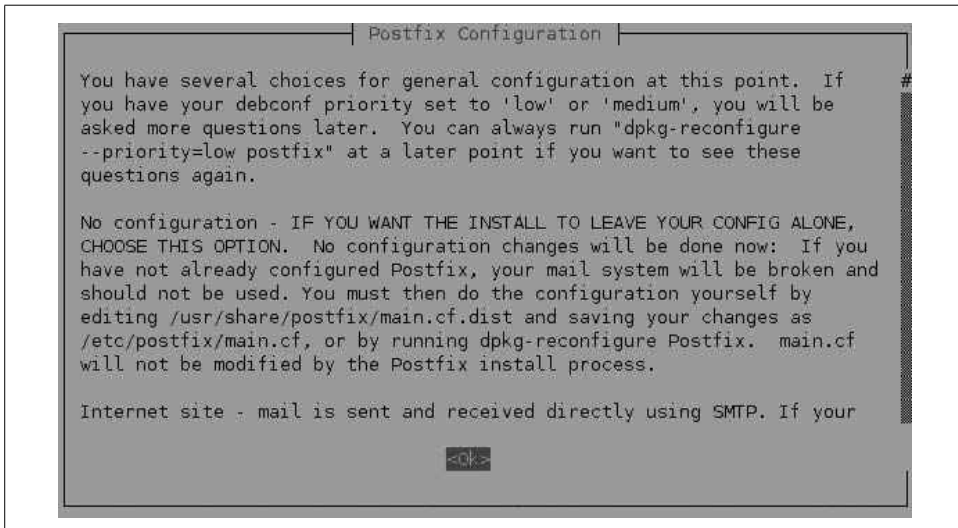 Postfix Configuration
You have several choices for general configuration at this point.  If #
you have your debconf priority set to 'low' or 'medium', you will be
asked more questions later.  You can always run "dpkg-reconfigure
--priority=low postfix" at a later point if you want to see these
questions again.
No configuration - IF YOU WANT THE INSTALL TO LEAVE YOUR CONFIG ALONE,
CHOOSE THIS OPTION.  No configuration changes will be done now:  If you
have not already configured Postfix, your mail system will be broken and
should not be used. You must then do the configuration yourself by
editing /usr/share/postfix/main.cf.dist and saving your changes as
/etc/postfix/main.cf, or by running dpkg-reconfigure Postfix.  main.cf
will not be modified by the Postfix install process.
Internet site - mail is sent and received directly using SMTP. If your
<Ok>